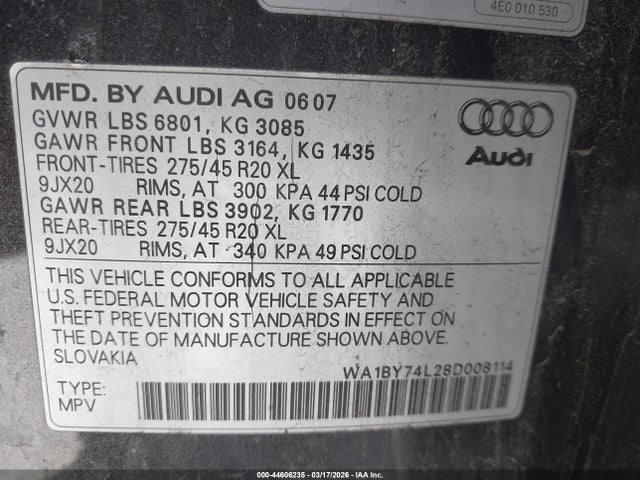 4E0 010 530
MFD. BY AUDI AG 0607
GVWR LBS 6801, KG 3085
GAWR FRONT LBS 3164, KG 1435
FRONT-TIRES 275/45 R20 XL
9JX20 RIMS, AT 300 KPA 44 PSI COLD
GAWR REAR LBS 3902, KG 1770
REAR-TIRES 275/45 R20 XL
9JX20 RIMS, AT 340 KPA 49 PSI COLD
Audi
THIS VEHICLE CONFORMS TO ALL APPLICABLE
U.S. FEDERAL MOTOR VEHICLE SAFETY AND
THEFT PREVENTION STANDARDS IN EFFECT ON
THE DATE OF MANUFACTURE SHOWN ABOVE.
SLOVAKIA
WA1BY74L28D008114
TYPE:
MPV
000-44606235 - 03/17/2026 - IAA Inc.